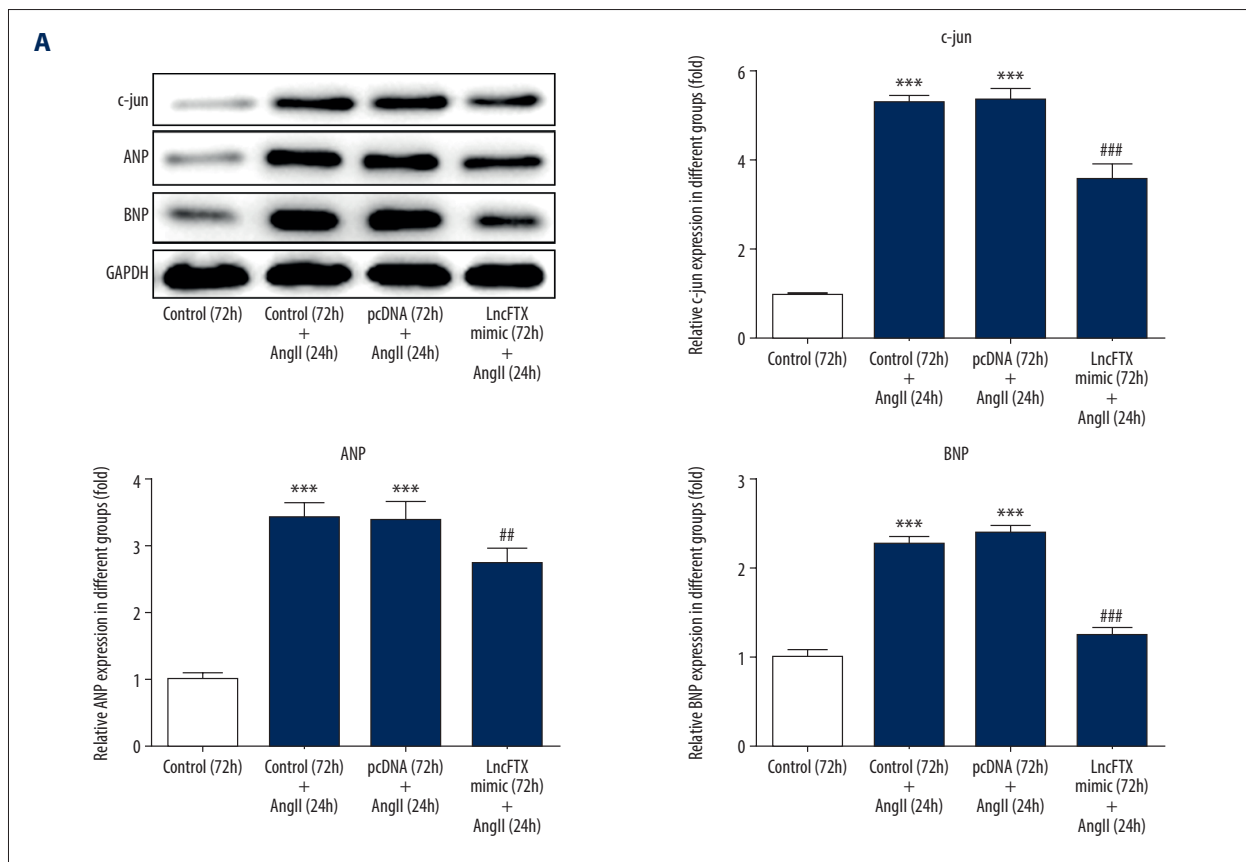 A
c-jun
ANP
BNP
GAPDH
Control (72h)
Control (72h)
+
AngII (24h)
pcDNA (72h)
+
AngII (24h)
LncFTX
mimic (72h)
+
AngII (24h)
c-jun
Relative c-jun expression in different groups (fold)
6
4
2
0
***
***
###
Control (72h)
Control (72h)
+
AngII (24h)
pcDNA (72h)
+
AngII (24h)
LncFTX
mimic (72h)
+
AngII (24h)
ANP
Relative ANP expression in different groups (fold)
4
3
2
1
0
***
***
##
Control (72h)
Control (72h)
+
AngII (24h)
pcDNA (72h)
+
AngII (24h)
LncFTX
mimic (72h)
+
AngII (24h)
BNP
Relative BNP expression in different groups (fold)
3
2
1
0
***
***
###
Control (72h)
Control (72h)
+
AngII (24h)
pcDNA (72h)
+
AngII (24h)
LncFTX
mimic (72h)
+
AngII (24h)